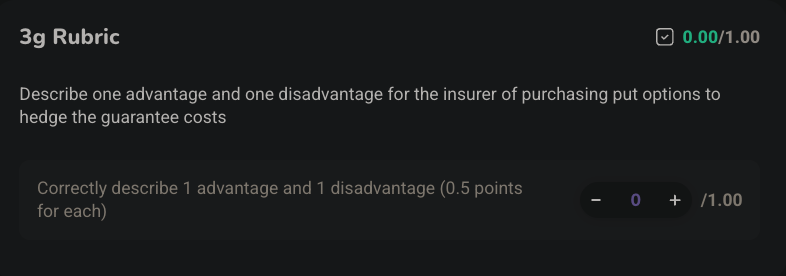 3g Rubric
0.00/1.00
Describe one advantage and one disadvantage for the insurer of purchasing put options to
hedge the guarantee costs
Correctly describe 1 advantage and 1 disadvantage (0.5 points
for each)
− 0 + /1.00